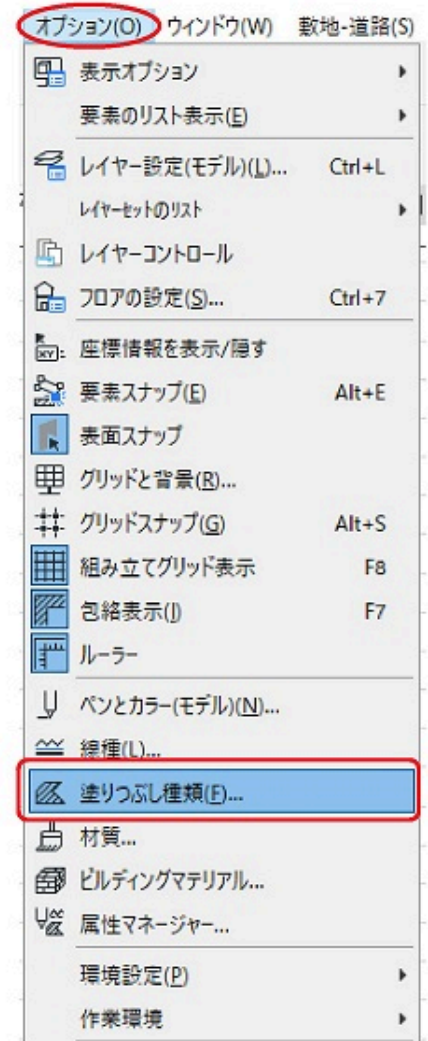 オプション(O) ウィンドウ(W) 敷地-道路(S)
表示オプション
要素のリスト表示(E)
レイヤー設定(モデル)(L)... Ctrl+L
レイヤーセットのリスト
レイヤーコントロール
フロアの設定(S)... Ctrl+7
座標情報を表示/隠す
要素スナップ(E) Alt+E
表面スナップ
グリッドと背景(R)...
グリッドスナップ(G) Alt+S
組み立てグリッド表示 F8
包絡表示(I) F7
ルーラー
ペンとカラー(モデル)(N)...
線種(L)...
塗りつぶし種類(F)...
材質...
ビルディングマテリアル...
属性マネージャー...
環境設定(P)
作業環境